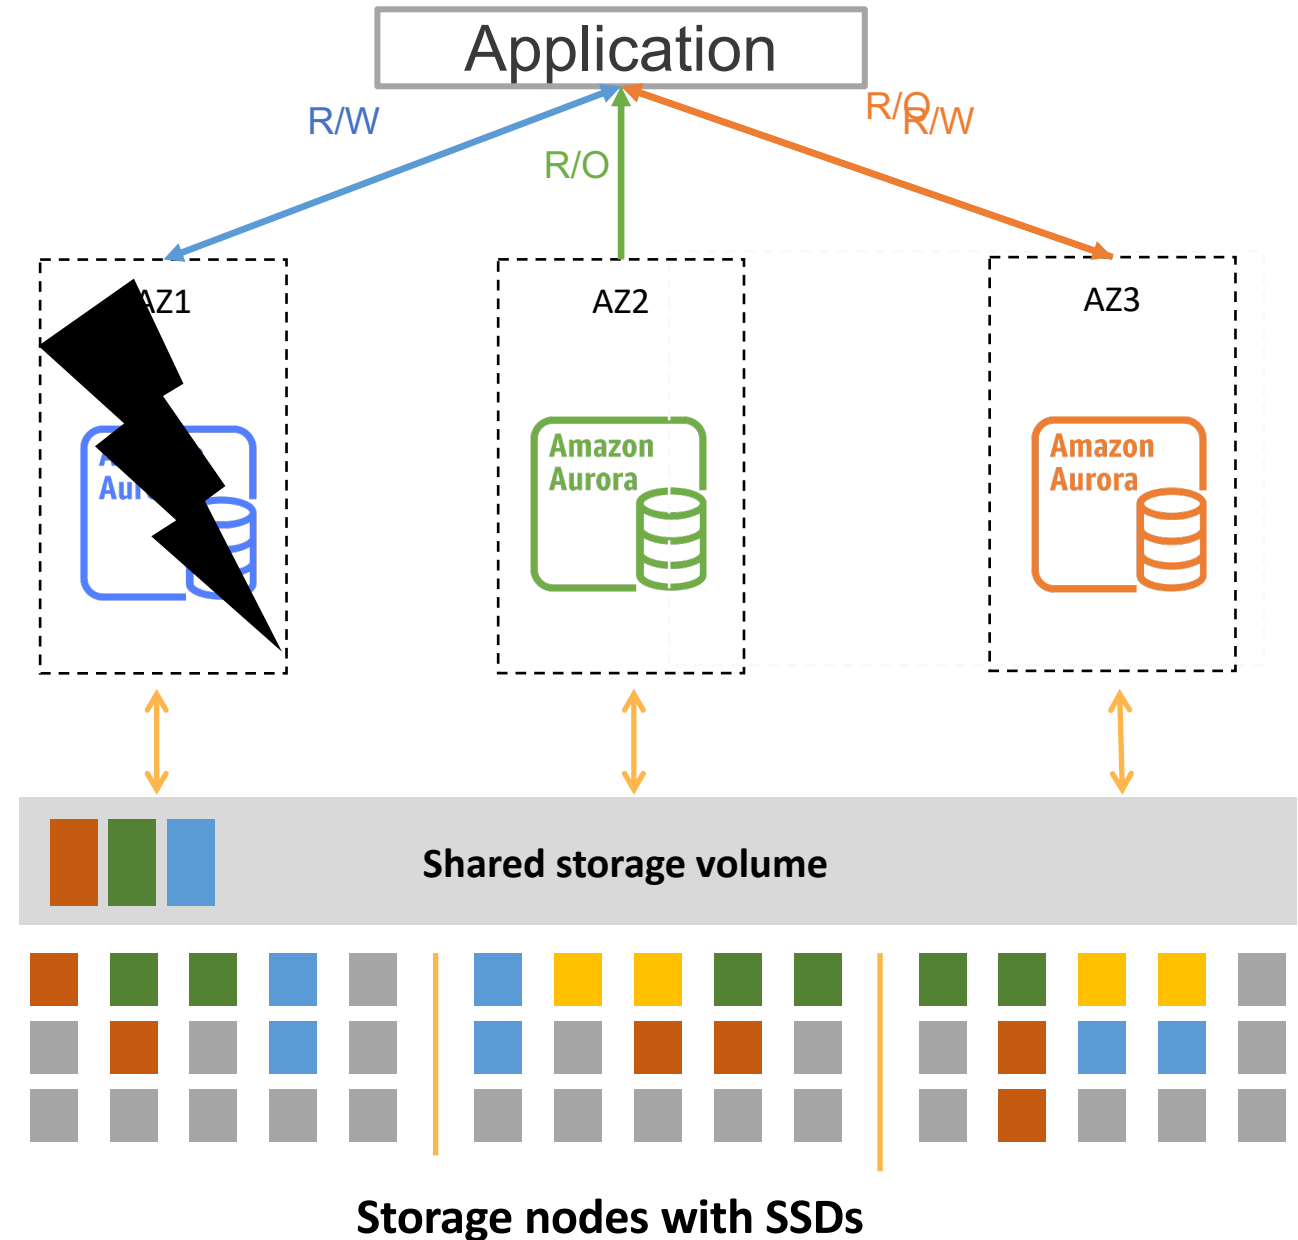 Application
R/W
R/O
R/O
R/W
AZ1
AZ2
AZ3
Amazon
Aurora
Amazon
Aurora
Shared storage volume
Storage nodes with SSDs